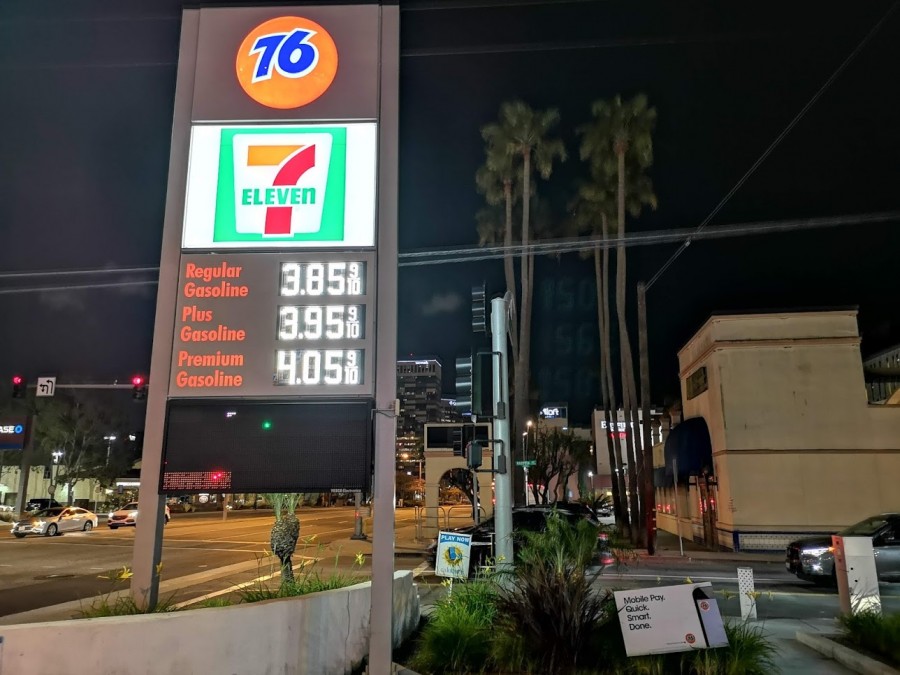 76
7
ELEVEN
Regular
Gasoline
3.85 9/10
Plus
Gasoline
3.95 9/10
Premium
Gasoline
4.05 9/10
PLAY NOW
Mobile Pay.
Quick.
Smart.
Done.